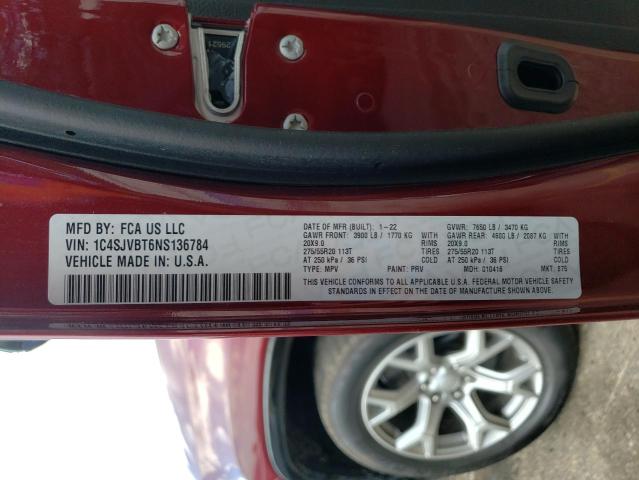 29521
MFD BY: FCA US LLC
VIN: 1C4SJVBT6NS136784
VEHICLE MADE IN: U.S.A.
DATE OF MFR (BUILT): 1-22 GVWR: 7650 LB / 3470 KG
GAWR FRONT: 3900 LB / 1770 KG WITH GAWR REAR: 4600 LB / 2087 KG WITH
20X9.0 RIMS 20X9.0 RIMS
275/55R20 113T TIRES 275/55R20 113T TIRES
AT 250 kPa / 36 PSI COLD AT 250 kPa / 36 PSI COLD
TYPE: MPV PAINT: PRV MDH: 010416 MKT: 875
THIS VEHICLE CONFORMS TO ALL APPLICABLE U.S.A. FEDERAL MOTOR VEHICLE SAFETY
STANDARDS IN EFFECT ON THE DATE OF MANUFACTURE SHOWN ABOVE.